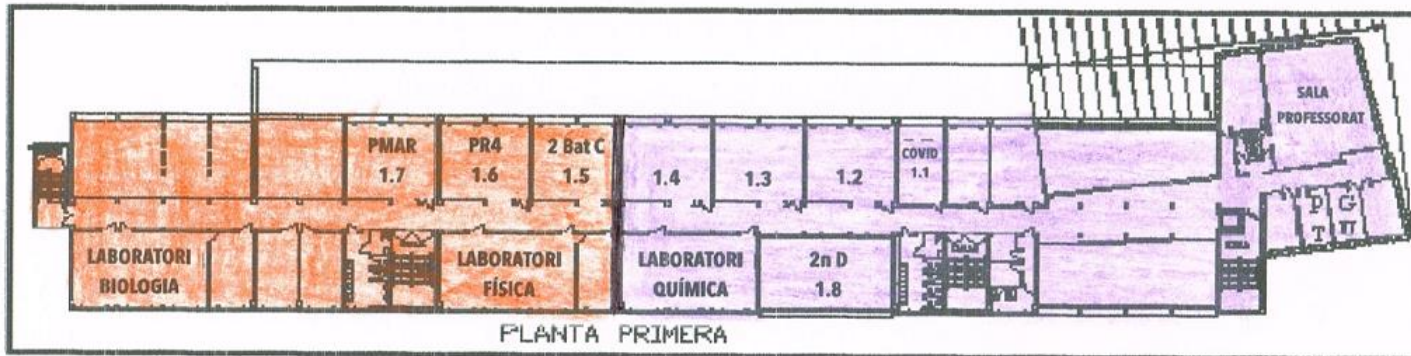 SALA
PROFESSORAT
PMAR
1.7
PR4
1.6
2 Bat C
1.5
1.4
1.3
1.2
COVID
1.1
P
T
G
LABORATORI
BIOLOGIA
LABORATORI
FÍSICA
LABORATORI
QUÍMICA
2n D
1.8
PLANTA PRIMERA